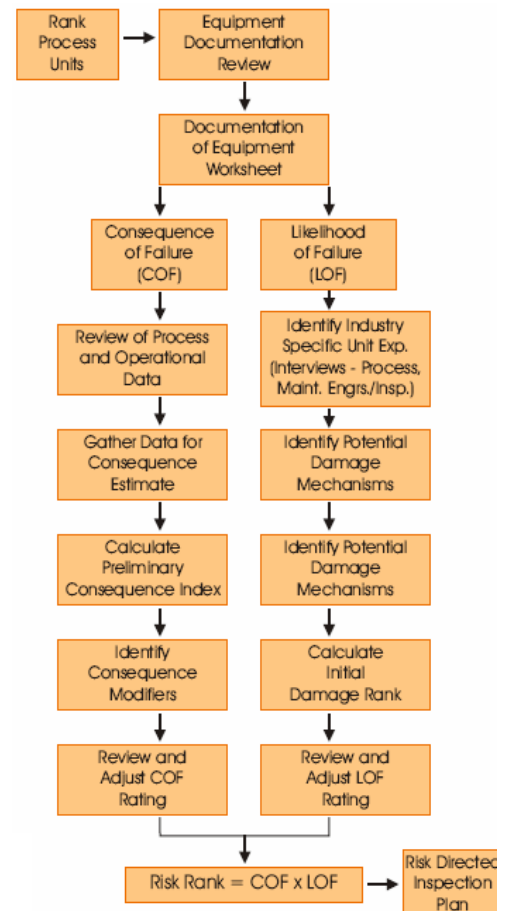 Rank
Process
Units
Equipment
Documentation
Review
Documentation
of Equipment
Worksheet
Consequence
of Failure
(COF)
Likelihood
of Failure
(LOF)
Review of Process
and Operational
Data
Identify Industry
Specific Unit Exp.
(Interviews - Process,
Maint. Engrs./Insp.)
Gather Data for
Consequence
Estimate
Identify Potential
Damage
Mechanisms
Calculate
Preliminary
Consequence Index
Identify Potential
Damage
Mechanisms
Identify
Consequence
Modifiers
Calculate
Initial
Damage Rank
Review and
Adjust COF
Rating
Review and
Adjust LOF
Rating
Risk Rank = COF x LOF
Risk Directed
Inspection
Plan